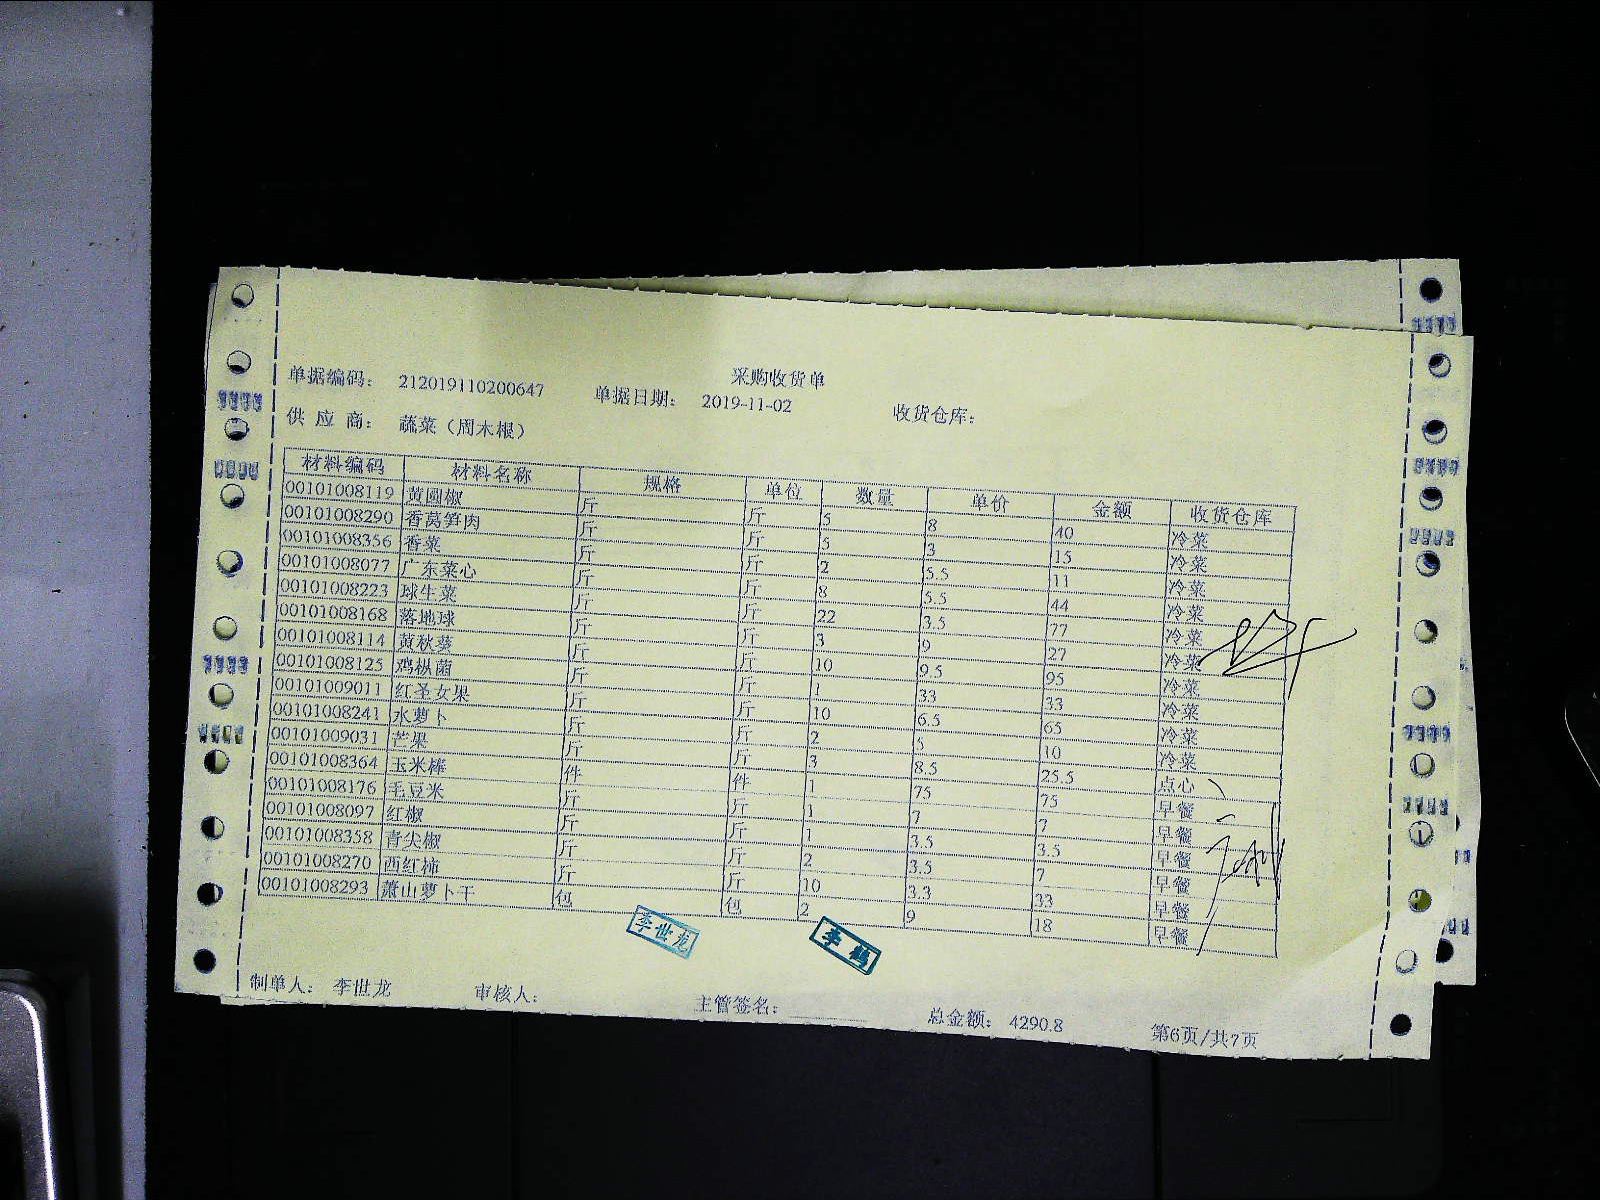 采购收货单
单据编码： 212019110200647 单据日期： 2019-11-02 收货仓库：
供 应 商： 蔬菜（周木根）
材料编码 材料名称 规格 单位 数量 单价 金额 收货仓库
00101008119 黄圆椒 斤 斤 5 8 40 冷菜
00101008290 香莴笋肉 斤 斤 5 3 15 冷菜
00101008356 香菜 斤 斤 2 5.5 11 冷菜
00101008077 广东菜心 斤 斤 8 5.5 44 冷菜
00101008223 球生菜 斤 斤 22 3.5 77 冷菜
00101008168 落地球 斤 斤 3 9 27 冷菜
00101008114 黄秋葵 斤 斤 10 9.5 95 冷菜
00101008125 鸡枞菌 斤 斤 1 33 33 冷菜
00101009011 红圣女果 斤 斤 10 6.5 65 冷菜
00101008241 水萝卜 斤 斤 2 5 10 冷菜
00101009031 芒果 斤 斤 3 8.5 25.5 点心
00101008364 玉米棒 件 件 1 75 75 早餐
00101008176 毛豆米 斤 斤 1 7 7 早餐
00101008097 红椒 斤 斤 1 3.5 3.5 早餐
00101008358 青尖椒 斤 斤 2 3.5 7 早餐
00101008270 西红柿 斤 斤 10 3.3 33 早餐
00101008293 萧山萝卜干 包 包 2 9 18 早餐
李世龙 李鹤
制单人： 李世龙 审核人： 主管签名： 总金额： 4290.8 第6页/共7页